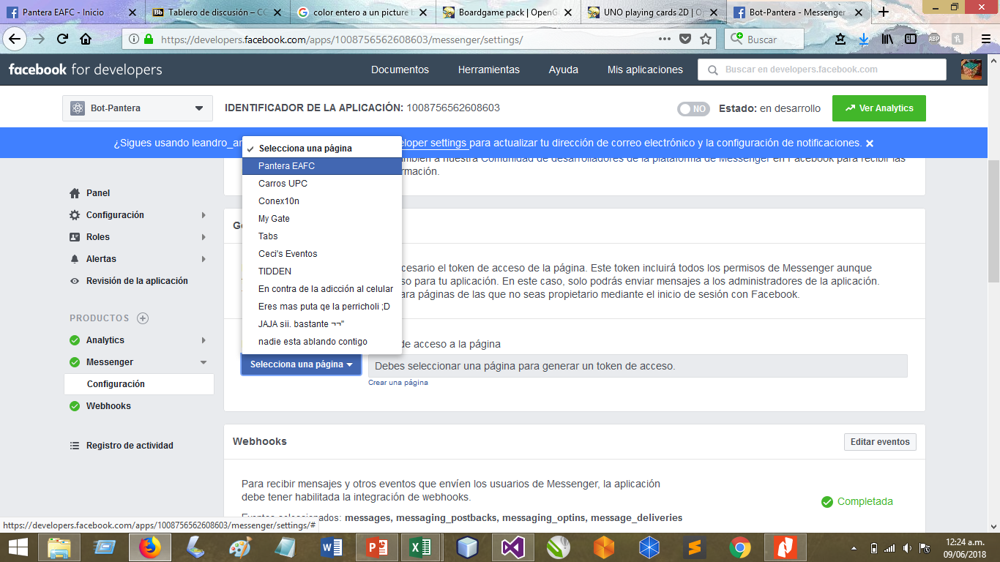 Pantera EAFC - Inicio
Tablero de discusión – CC
color entero a un picture b
Boardgame pack | OpenG
UNO playing cards 2D | Op
Bot-Pantera - Messenger
https://developers.facebook.com/apps/1008756562608603/messenger/settings/
Buscar
ABP
facebook for developers
Documentos
Herramientas
Ayuda
Mis aplicaciones
Buscar en developers.facebook.com
Bot-Pantera
IDENTIFICADOR DE LA APLICACIÓN: 1008756562608603
NO
Estado: en desarrollo
Ver Analytics
¿Sigues usando leandro_ar
eloper settings para actualizar tu dirección de correo electrónico y la configuración de notificaciones.
también a nuestra Comunidad de desarrolladores de la plataforma de Messenger en Facebook para recibir las
rmación.
Panel
Configuración
Roles
Alertas
Revisión de la aplicación
PRODUCTOS
Analytics
Messenger
Configuración
Webhooks
Registro de actividad
Selecciona una página
Pantera EAFC
Carros UPC
Conex10n
My Gate
Tabs
Ceci's Eventos
TIDDEN
En contra de la adicción al celular
Eres mas puta qe la perricholi ;D
JAJA sii. bastante ¬¬"
nadie esta ablando contigo
Ge
cesario el token de acceso de la página. Este token incluirá todos los permisos de Messenger aunque
so para tu aplicación. En este caso, solo podrás enviar mensajes a los administradores de la aplicación.
ara páginas de las que no seas propietario mediante el inicio de sesión con Facebook.
de acceso a la página
Selecciona una página
Debes seleccionar una página para generar un token de acceso.
Crear una página
Webhooks
Editar eventos
Para recibir mensajes y otros eventos que envíen los usuarios de Messenger, la aplicación
debe tener habilitada la integración de webhooks.
Completada
Eventos seleccionados: messages, messaging_postbacks, messaging_optins, message_deliveries
https://developers.facebook.com/apps/1008756562608603/messenger/settings/#
12:24 a.m.
09/06/2018